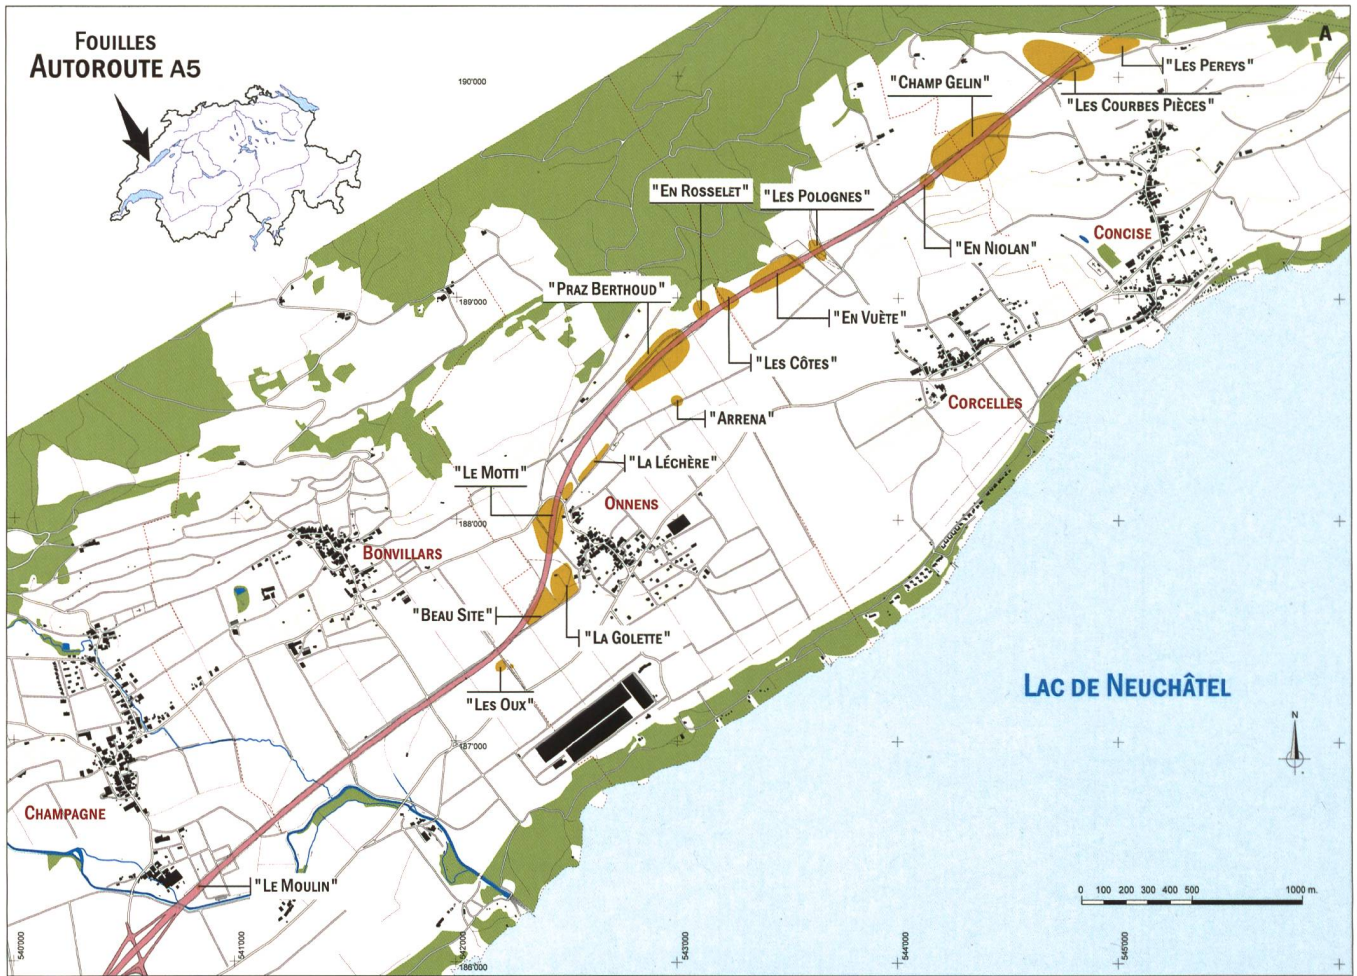 FOUILLES
AUTOROUTE A5
A
190'000
"CHAMP GELIN"
"LES PEREYS"
"LES COURBES PIÈCES"
"EN ROSSELET"
"LES POLOGNES"
CONCISE
"EN NIOLAN"
"PRAZ BERTHOUD"
189'000
"EN VUÈTE"
"LES CÔTES"
CORCELLES
"ARRENA"
"LE MOTTI"
"LA LÉCHÈRE"
ONNENS
188'000
BONVILLARS
"BEAU SITE"
"LA GOLETTE"
LAC DE NEUCHÂTEL
"LES OUX"
N
187'000
CHAMPAGNE
"LE MOULIN"
0 100 200 300 400 500 1000 m.
540'000
541'000
542'000
186'000
543'000
544'000
545'000